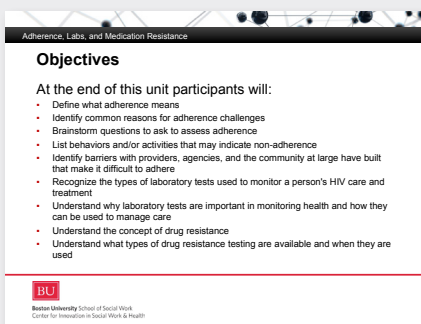 Adherence, Labs, and Medication Resistance
Objectives
At the end of this unit participants will:
▪ Define what adherence means
▪ Identify common reasons for adherence challenges
▪ Brainstorm questions to ask to assess adherence
▪ List behaviors and/or activities that may indicate non-adherence
▪ Identify barriers with providers, agencies, and the community at large have built
that make it difficult to adhere
▪ Recognize the types of laboratory tests used to monitor a person's HIV care and
treatment
▪ Understand why laboratory tests are important in monitoring health and how they
can be used to manage care
▪ Understand the concept of drug resistance
▪ Understand what types of drug resistance testing are available and when they are
used
BU
Boston University School of Social Work
Center for Innovation in Social Work & Health